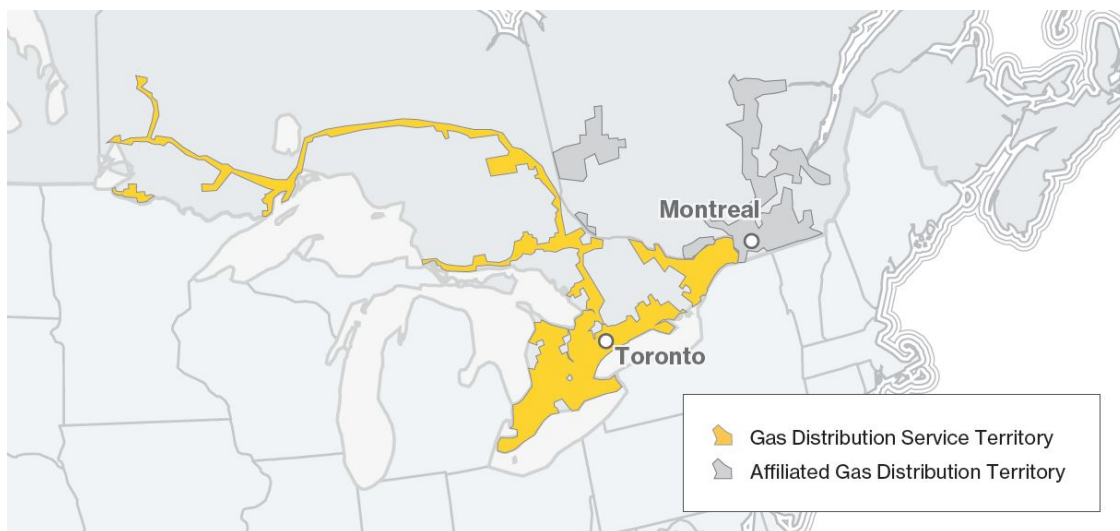 Montreal
Toronto
Gas Distribution Service Territory
Affiliated Gas Distribution Territory